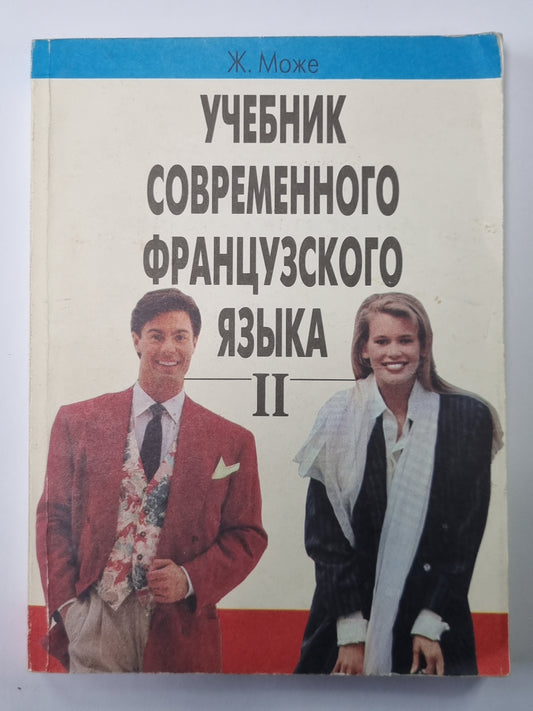 Ж. Може
УЧЕБНИК
СОВРЕМЕННОГО
ФРАНЦУЗСКОГО
ЯЗЫКА
II